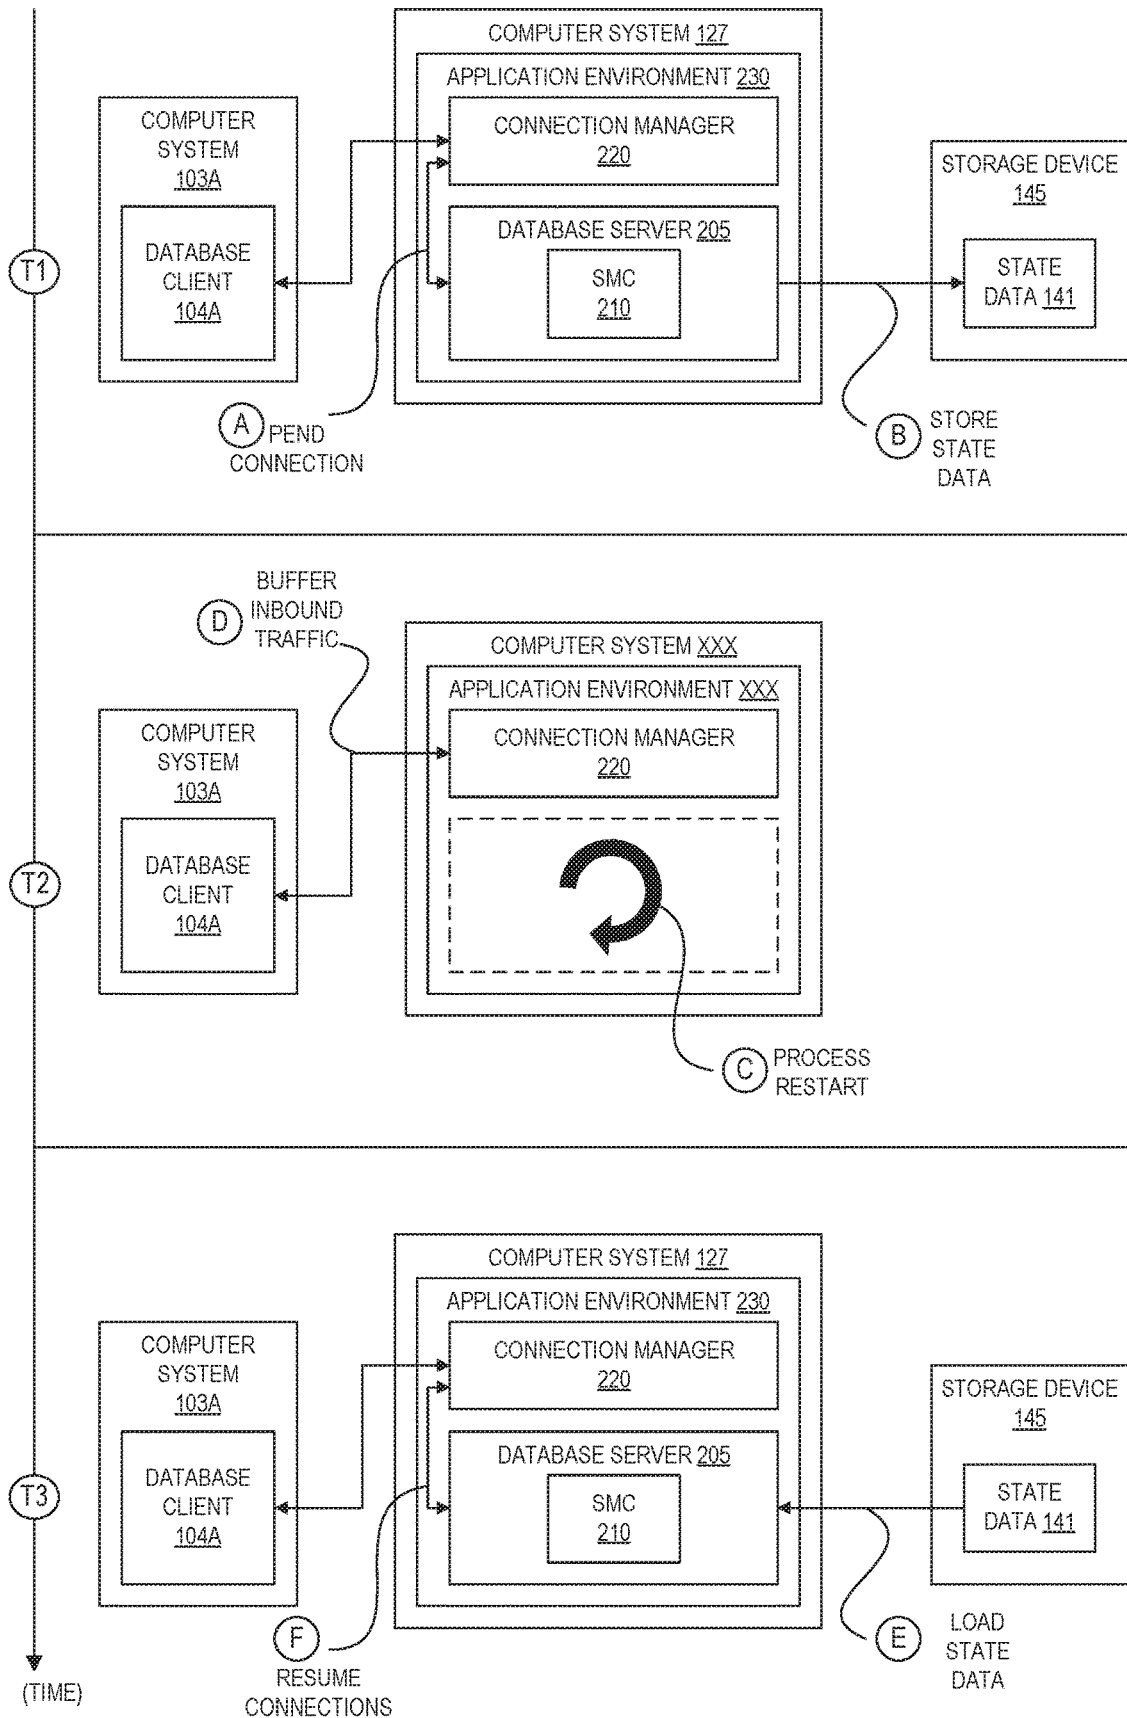 COMPUTER SYSTEM 127
APPLICATION ENVIRONMENT 230
CONNECTION MANAGER
220
COMPUTER
SYSTEM
103A
DATABASE
CLIENT
104A
DATABASE SERVER 205
SMC
210
STORAGE DEVICE
145
STATE
DATA 141
T1
A PEND
CONNECTION
B STORE
STATE
DATA
D BUFFER
INBOUND
TRAFFIC
COMPUTER SYSTEM XXX
APPLICATION ENVIRONMENT XXX
CONNECTION MANAGER
220
COMPUTER
SYSTEM
103A
DATABASE
CLIENT
104A
T2
C PROCESS
RESTART
COMPUTER SYSTEM 127
APPLICATION ENVIRONMENT 230
CONNECTION MANAGER
220
COMPUTER
SYSTEM
103A
DATABASE
CLIENT
104A
DATABASE SERVER 205
SMC
210
STORAGE DEVICE
145
STATE
DATA 141
T3
F
RESUME
CONNECTIONS
E LOAD
STATE
DATA
(TIME)